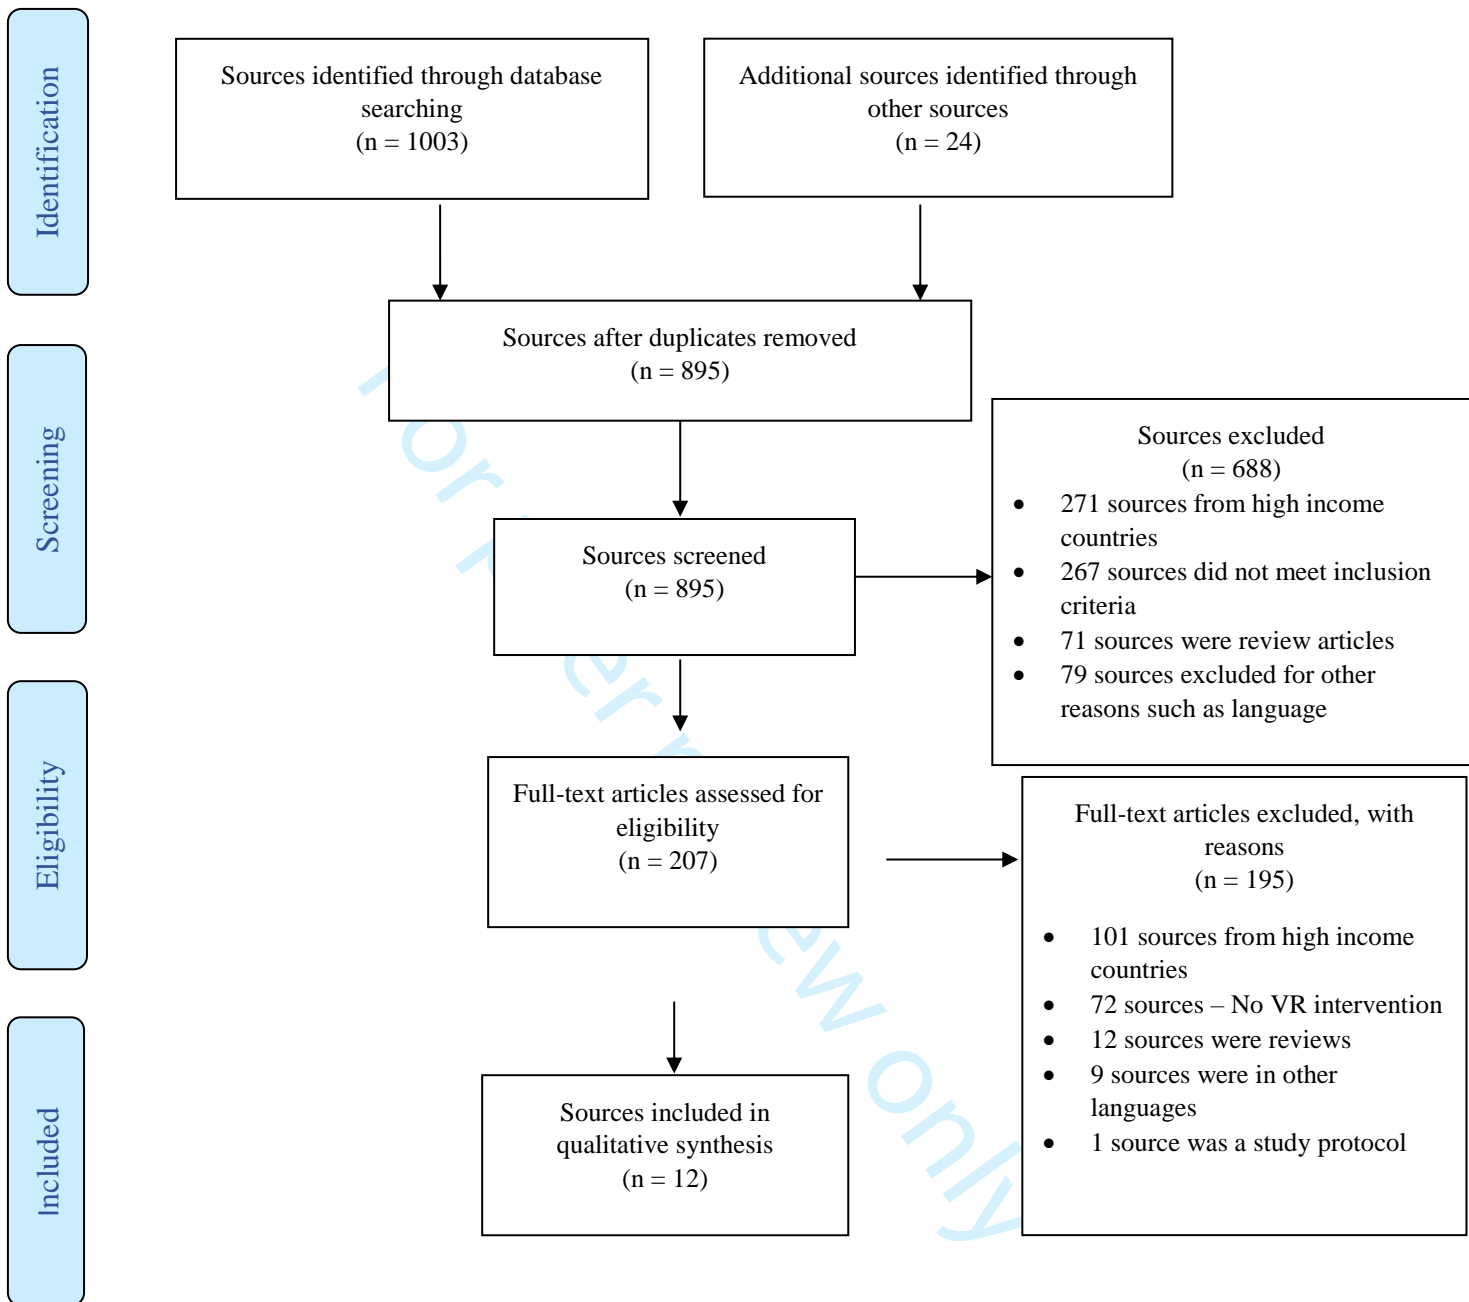 Identification
Sources identified through database
searching
(n = 1003)
Additional sources identified through
other sources
(n = 24)
Sources after duplicates removed
(n = 895)
Screening
Sources screened
(n = 895)
Sources excluded
(n = 688)
• 271 sources from high income
countries
• 267 sources did not meet inclusion
criteria
• 71 sources were review articles
• 79 sources excluded for other
reasons such as language
Eligibility
Full-text articles assessed for
eligibility
(n = 207)
Full-text articles excluded, with
reasons
(n = 195)
• 101 sources from high income
countries
• 72 sources – No VR intervention
• 12 sources were reviews
• 9 sources were in other
languages
• 1 source was a study protocol
Included
Sources included in
qualitative synthesis
(n = 12)